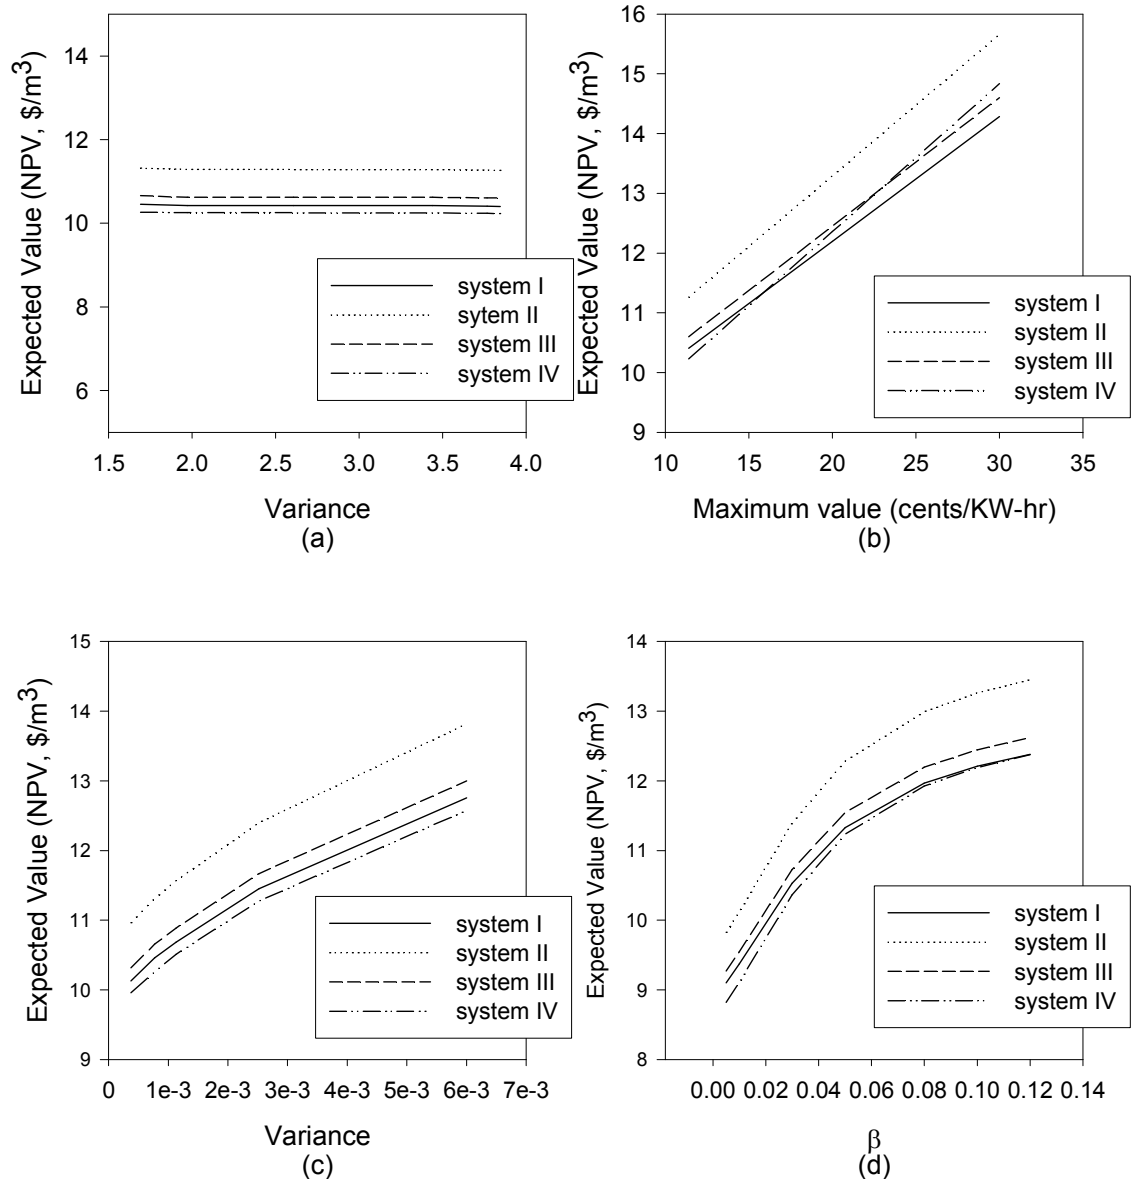 Expected Value (NPV, $/m3)
14
12
10
8
6
1.5 2.0 2.5 3.0 3.5 4.0
Variance
(a)
system I
sytem II
system III
system IV
Expected Value (NPV, $/m3)
16
15
14
13
12
11
10
9
10 15 20 25 30 35
Maximum value (cents/KW-hr)
(b)
system I
system II
system III
system IV
Expected Value (NPV, $/m3)
15
14
13
12
11
10
9
0 1e-3 2e-3 3e-3 4e-3 5e-3 6e-3 7e-3
Variance
(c)
system I
system II
system III
system IV
Expected Value (NPV, $/m3)
14
13
12
11
10
9
8
0.00 0.02 0.04 0.06 0.08 0.10 0.12 0.14
β
(d)
system I
system II
system III
system IV